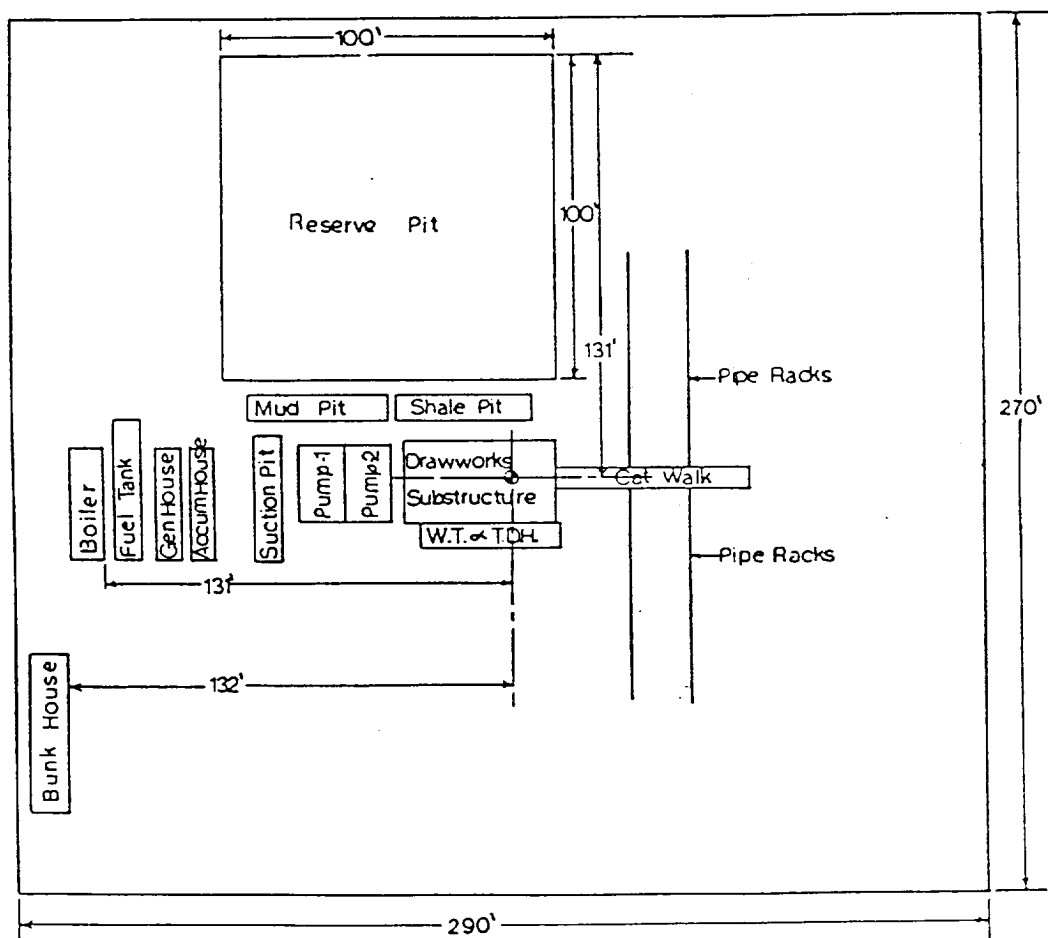 100'
Reserve Pit
100'
131'
Pipe Racks
270'
Mud Pit
Shale Pit
Boiler
Fuel Tank
Gen House
Accum House
Suction Pit
Pump-1
Pump-2
Drawworks
Substructure
Cat Walk
W.T. & T.D.H.
Pipe Racks
131'
132'
Bunk House
290'